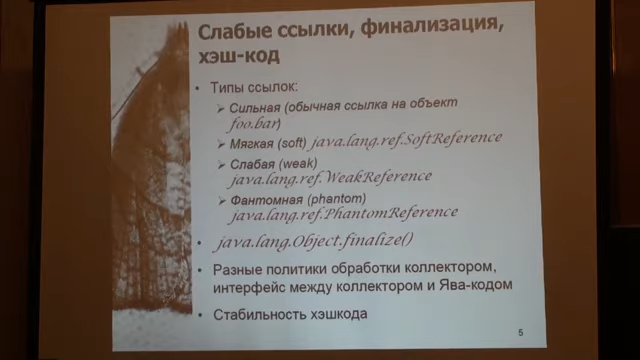 Слабые ссылки, финализация,
хэш-код
• Типы ссылок:
➢ Сильная (обычная ссылка на объект
foo.bar)
➢ Мягкая (soft) java.lang.ref.SoftReference
➢ Слабая (weak)
java.lang.ref.WeakReference
➢ Фантомная (phantom)
java.lang.ref.PhantomReference
• java.lang.Object.finalize()
• Разные политики обработки коллектором,
интерфейс между коллектором и Ява-кодом
• Стабильность хэшкода
5